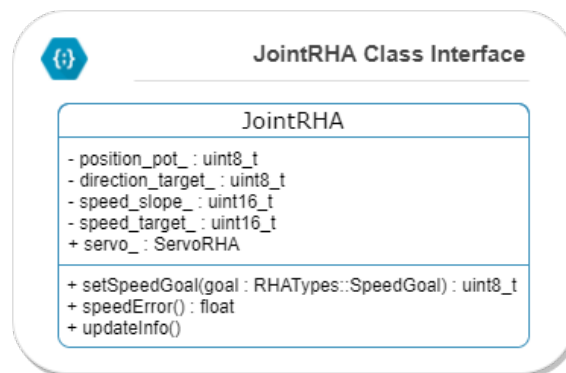 {;}
JointRHA Class Interface
JointRHA
- position_pot_ : uint8_t
- direction_target_ : uint8_t
- speed_slope_ : uint16_t
- speed_target_ : uint16_t
+ servo_ : ServoRHA
+ setSpeedGoal(goal : RHATypes::SpeedGoal) : uint8_t
+ speedError() : float
+ updateInfo()